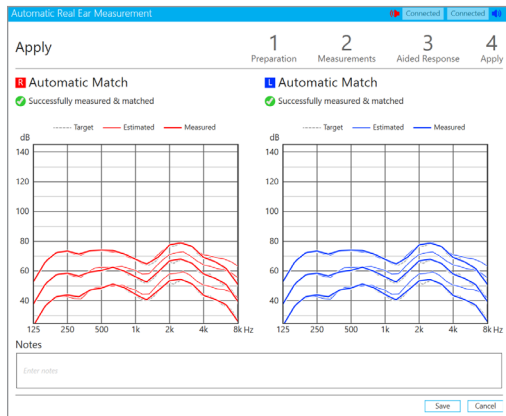 Automatic Real Ear Measurement
Connected Connected
Apply
1 2 3 4
Preparation Measurements Aided Response Apply
R Automatic Match
Successfully measured & matched
Target Estimated Measured
dB
140
120
100
80
60
40
125 250 500 1k 2k 4k 8k Hz
L Automatic Match
Successfully measured & matched
Target Estimated Measured
dB
140
120
100
80
60
40
125 250 500 1k 2k 4k 8k Hz
Notes
Enter notes
Save Cancel